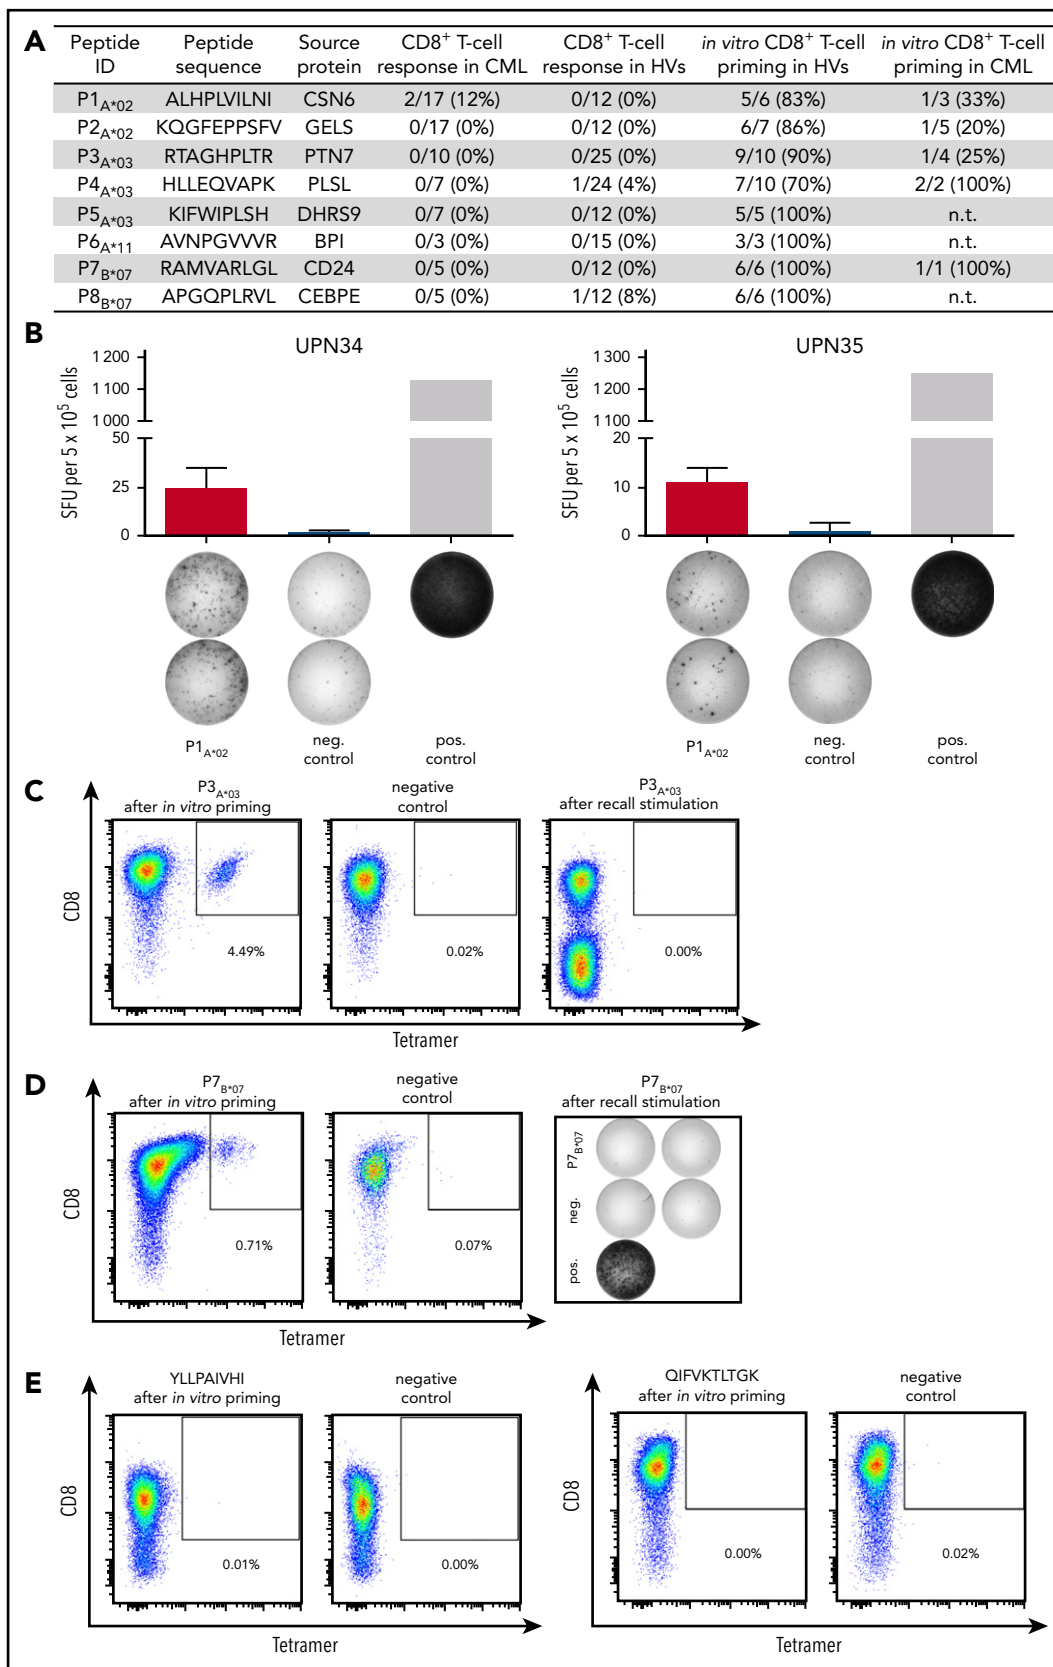 A
Peptide ID | Peptide sequence | Source protein | CD8+ T-cell response in CML | CD8+ T-cell response in HVs | in vitro CD8+ T-cell priming in HVs | in vitro CD8+ T-cell priming in CML
P1A*02 ALHPLVILNI CSN6 2/17 (12%) 0/12 (0%) 5/6 (83%) 1/3 (33%)
P2A*02 KQGFEPPSFV GELS 0/17 (0%) 0/12 (0%) 6/7 (86%) 1/5 (20%)
P3A*03 RTAGHPLTR PTN7 0/10 (0%) 0/25 (0%) 9/10 (90%) 1/4 (25%)
P4A*03 HLLEQVAPK PLSL 0/7 (0%) 1/24 (4%) 7/10 (70%) 2/2 (100%)
P5A*03 KIFWIPLSH DHRS9 0/7 (0%) 0/12 (0%) 5/5 (100%) n.t.
P6A*11 AVNPGVVVR BPI 0/3 (0%) 0/15 (0%) 3/3 (100%) n.t.
P7B*07 RAMVARLGL CD24 0/5 (0%) 0/12 (0%) 6/6 (100%) 1/1 (100%)
P8B*07 APGQPLRVL CEBPE 0/5 (0%) 1/12 (8%) 6/6 (100%) n.t.
B
UPN34
SFU per 5 x 10^5 cells
1200
1100
1000
50
25
0
P1A*02
neg.
control
pos.
control
UPN35
SFU per 5 x 10^5 cells
1300
1200
1100
20
10
0
P1A*02
neg.
control
pos.
control
C
P3A*03
after in vitro priming
negative
control
P3A*03
after recall stimulation
CD8
4.49%
0.02%
0.00%
Tetramer
D
P7B*07
after in vitro priming
negative
control
P7B*07
after recall stimulation
CD8
0.71%
0.07%
P7B*07
neg.
pos.
Tetramer
E
YLLPAIVHI
after in vitro priming
negative
control
CD8
0.01%
0.00%
Tetramer
QIFVKTLTGK
after in vitro priming
negative
control
CD8
0.00%
0.02%
Tetramer